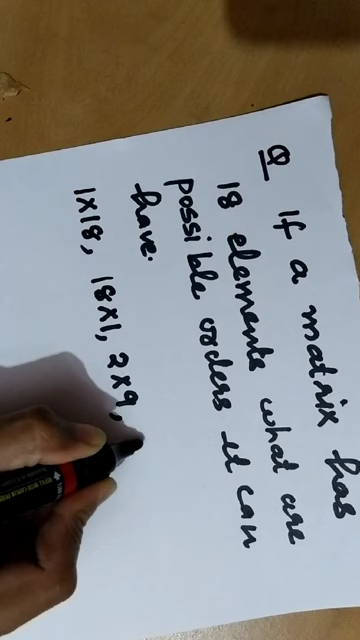 Q If a matrix has
18 elements what are
possible orders it can
have.
1×18, 18×1, 2×9,